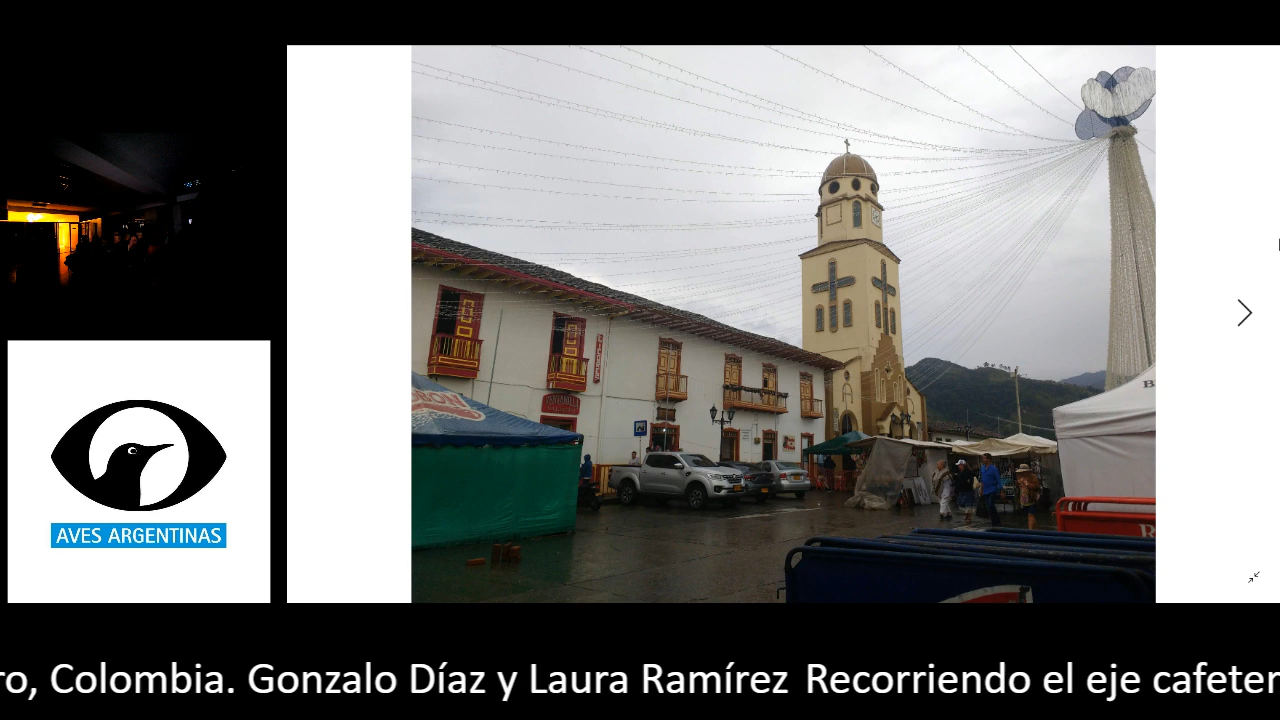 AVES ARGENTINAS
ro, Colombia. Gonzalo Díaz y Laura Ramírez Recorriendo el eje cafeter